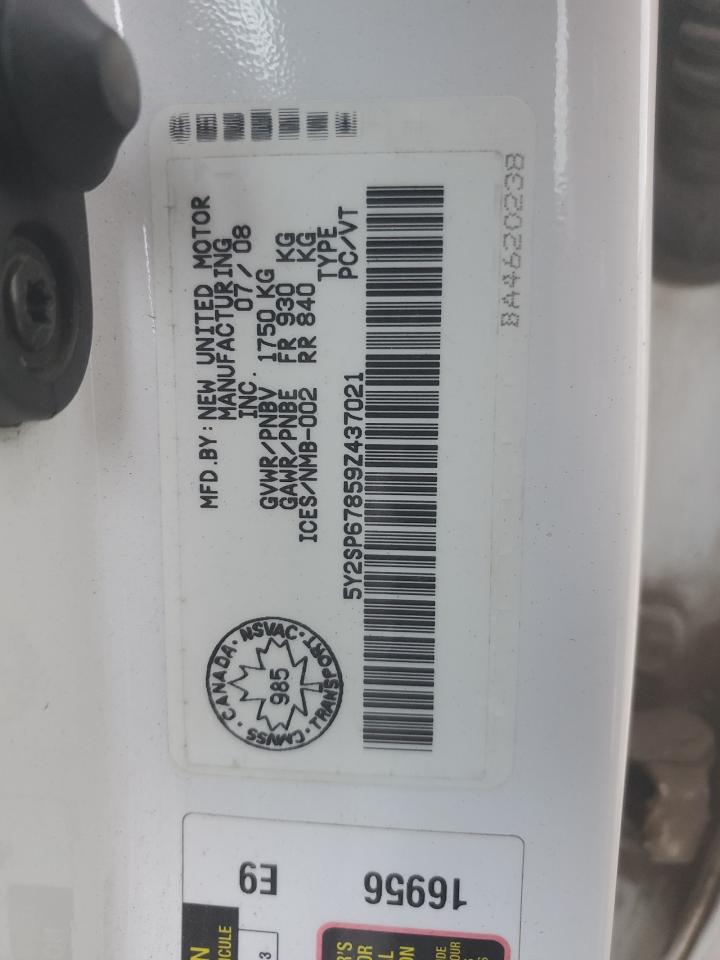 MFD.BY: NEW UNITED MOTOR
MANUFACTURING
INC. 07/08
GVWR/PNBV 1750 KG
GAWR/PNBE FR 930 KG
ICES/NMB-002 RR 840 KG
TYPE
PC/VT
5Y2SP67859Z437021
BA4620238
CANADA · NSVAC · TRANSPORT · CMVSS
985
E9
16956